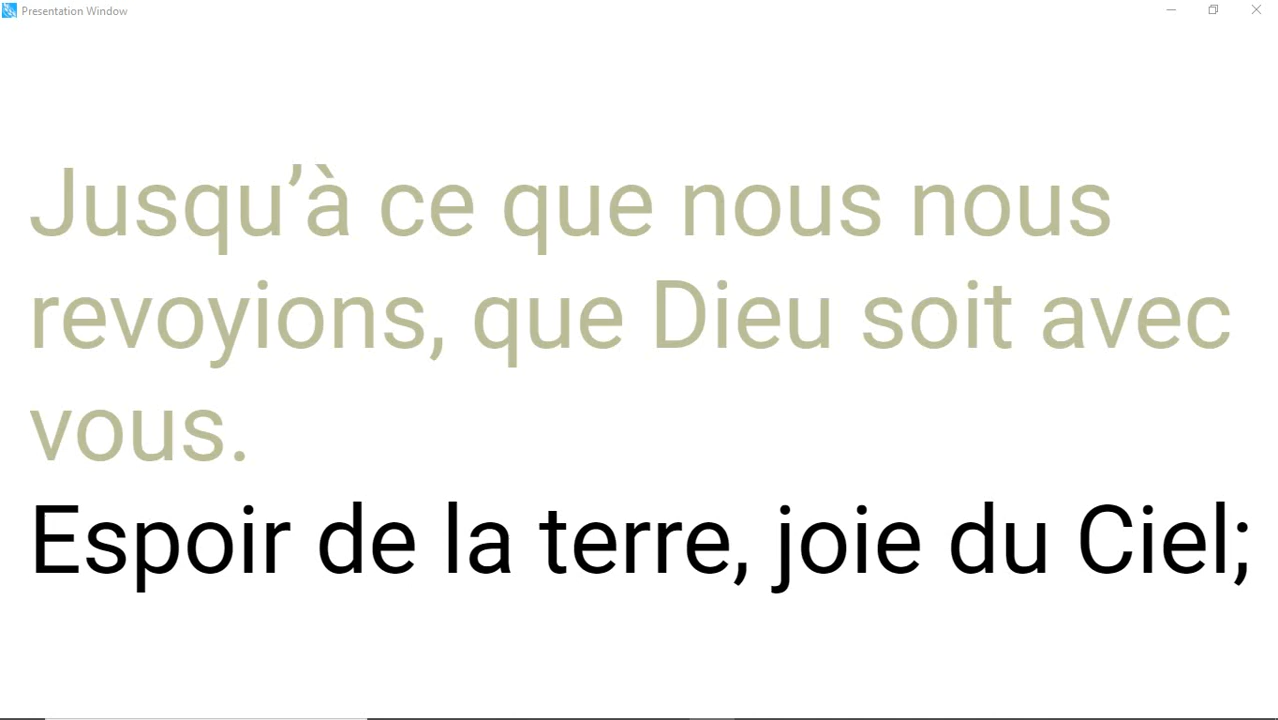 Presentation Window
Jusqu’à ce que nous nous
revoyions, que Dieu soit avec
vous.
Espoir de la terre, joie du Ciel;